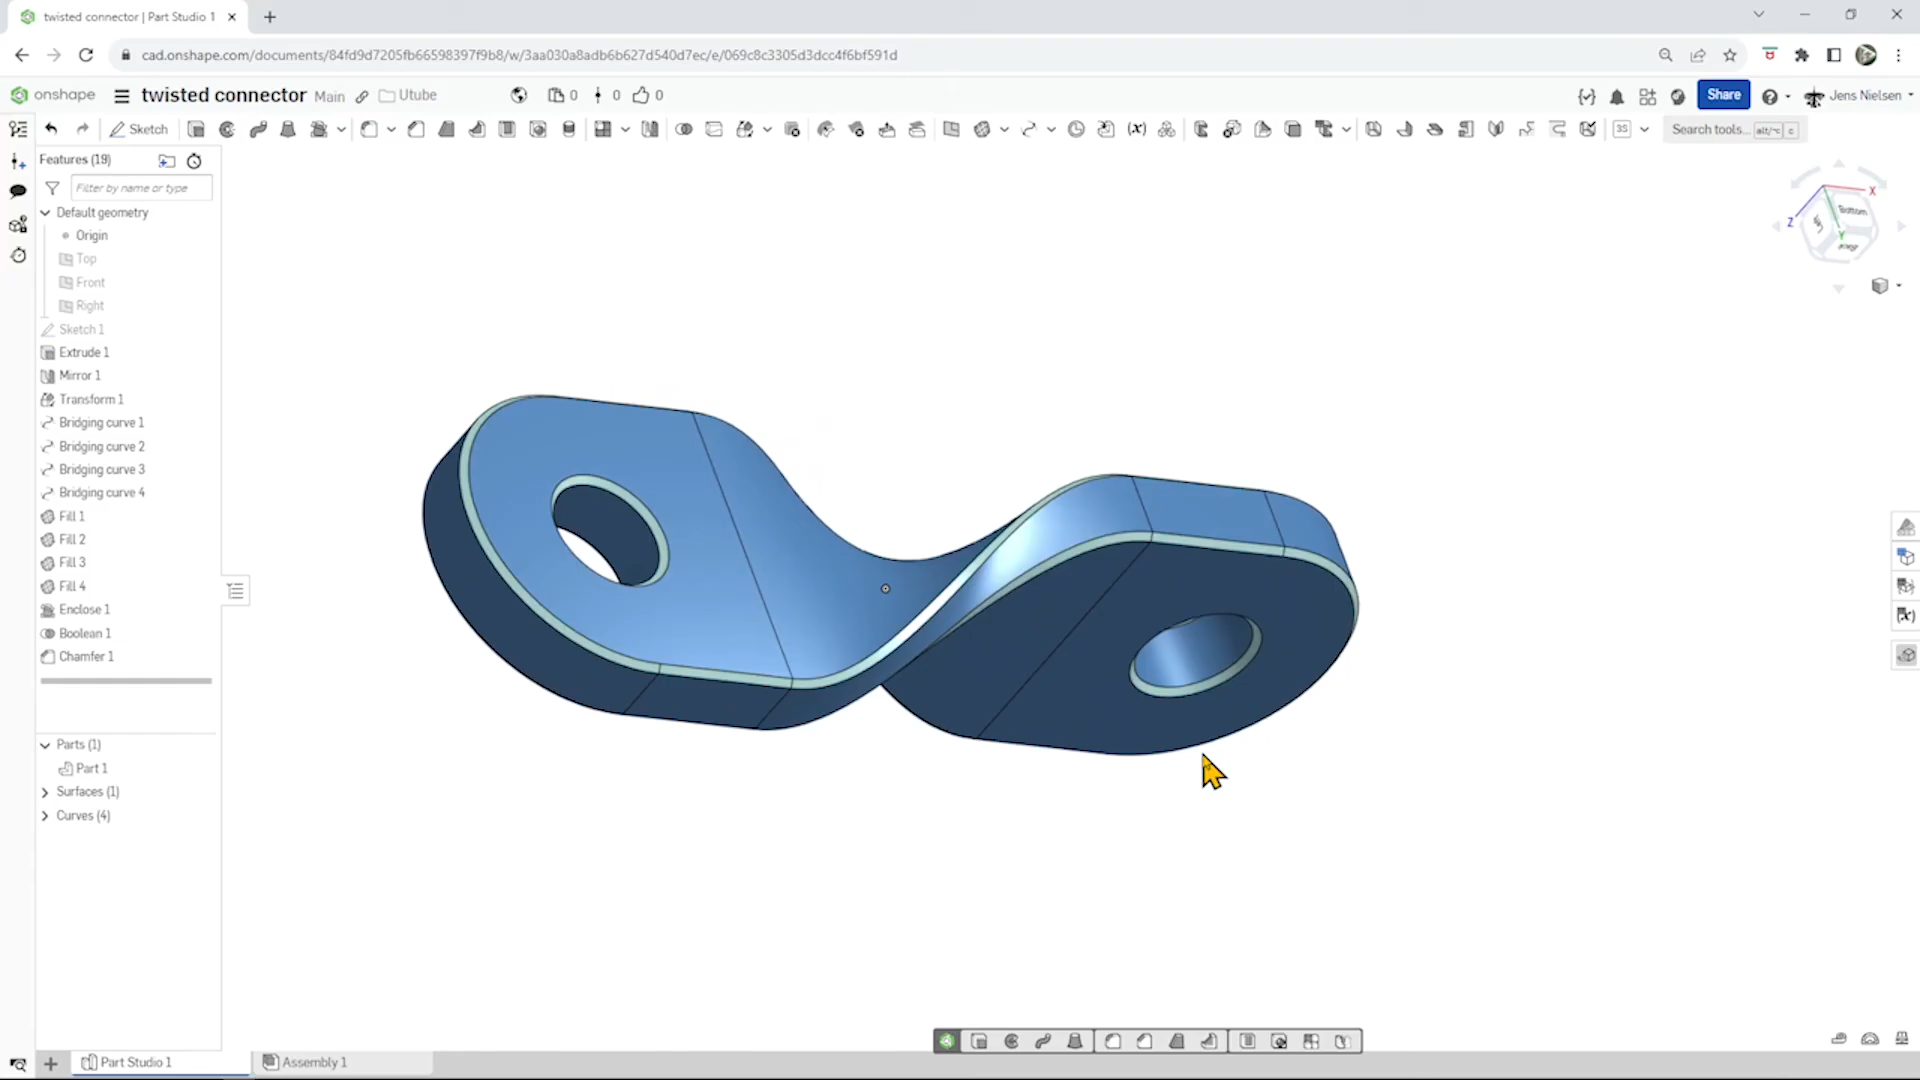 twisted connector | Part Studio 1
cad.onshape.com/documents/84fd9d7205fb66598397f9b8/w/3aa030a8adb6b627d540d7ec/e/069c8c3305d3dcc4f6bf591d
onshape twisted connector Main Utube 0 0 0 Share Jens Nielsen
Sketch (x) 3S Search tools... alt/⌥ c
Features (19)
Filter by name or type
Default geometry
Origin
Top
Front
Right
Sketch 1
Extrude 1
Mirror 1
Transform 1
Bridging curve 1
Bridging curve 2
Bridging curve 3
Bridging curve 4
Fill 1
Fill 2
Fill 3
Fill 4
Enclose 1
Boolean 1
Chamfer 1
Parts (1)
Part 1
Surfaces (1)
Curves (4)
X
Z
Y
Bottom
(x)
Part Studio 1
Assembly 1